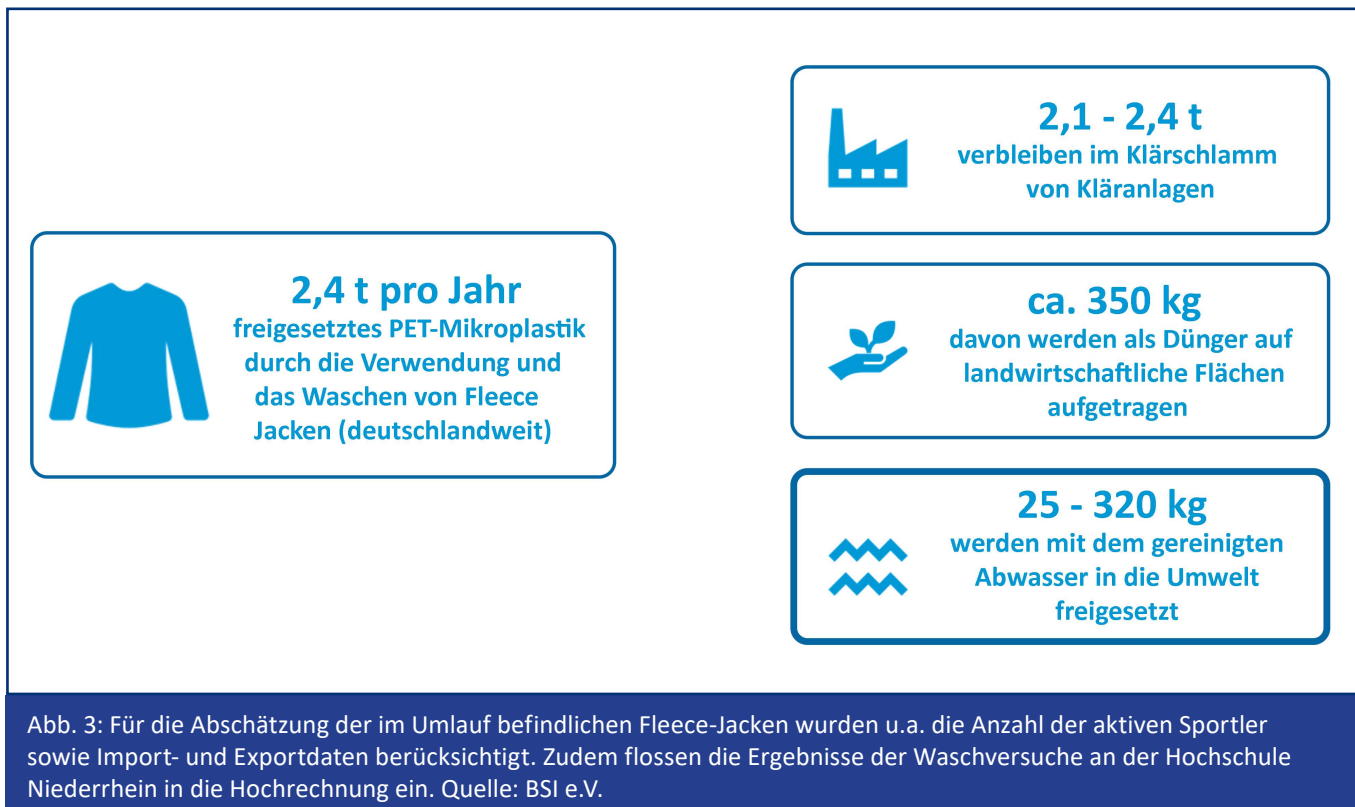 2,4 t pro Jahr
freigesetztes PET-Mikroplastik
durch die Verwendung und
das Waschen von Fleece
Jacken (deutschlandweit)
2,1 - 2,4 t
verbleiben im Klärschlamm
von Kläranlagen
ca. 350 kg
davon werden als Dünger auf
landwirtschaftliche Flächen
aufgetragen
25 - 320 kg
werden mit dem gereinigten
Abwasser in die Umwelt
freigesetzt
Abb. 3: Für die Abschätzung der im Umlauf befindlichen Fleece-Jacken wurden u.a. die Anzahl der aktiven Sportler
sowie Import- und Exportdaten berücksichtigt. Zudem flossen die Ergebnisse der Waschversuche an der Hochschule
Niederrhein in die Hochrechnung ein. Quelle: BSI e.V.